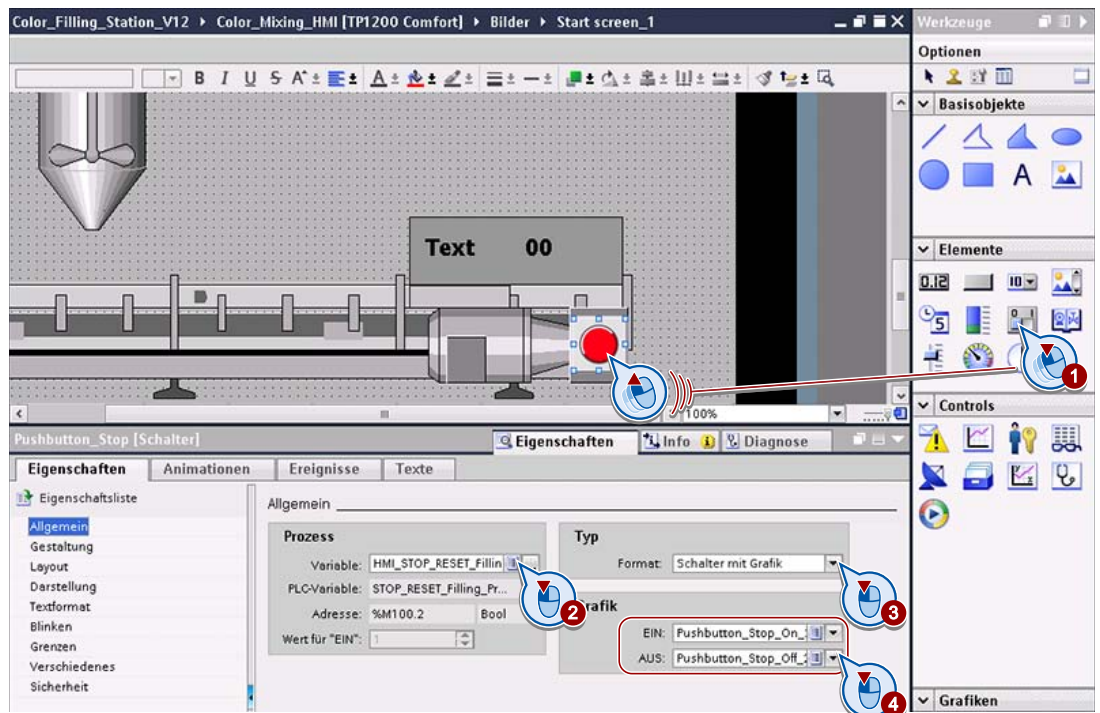 Color_Filling_Station_V12 ▸ Color_Mixing_HMI [TP1200 Comfort] ▸ Bilder ▸ Start screen_1
Werkzeuge
Optionen
B I U S A A
Basisobjekte
A
Text 00
Elemente
0.12
10
5
1
100%
Controls
Pushbutton_Stop [Schalter]
Eigenschaften
Info
Diagnose
Eigenschaften
Animationen
Ereignisse
Texte
Eigenschaftsliste
Allgemein
Gestaltung
Layout
Darstellung
Textformat
Blinken
Grenzen
Verschiedenes
Sicherheit
Allgemein
Prozess
Variable: HMI_STOP_RESET_Fillin
PLC-Variable: STOP_RESET_Filling_Pr...
Adresse: %M100.2 Bool
Wert für "EIN": 1
2
Typ
Format: Schalter mit Grafik
3
Grafik
EIN: Pushbutton_Stop_On_
AUS: Pushbutton_Stop_Off_
4
Grafiken